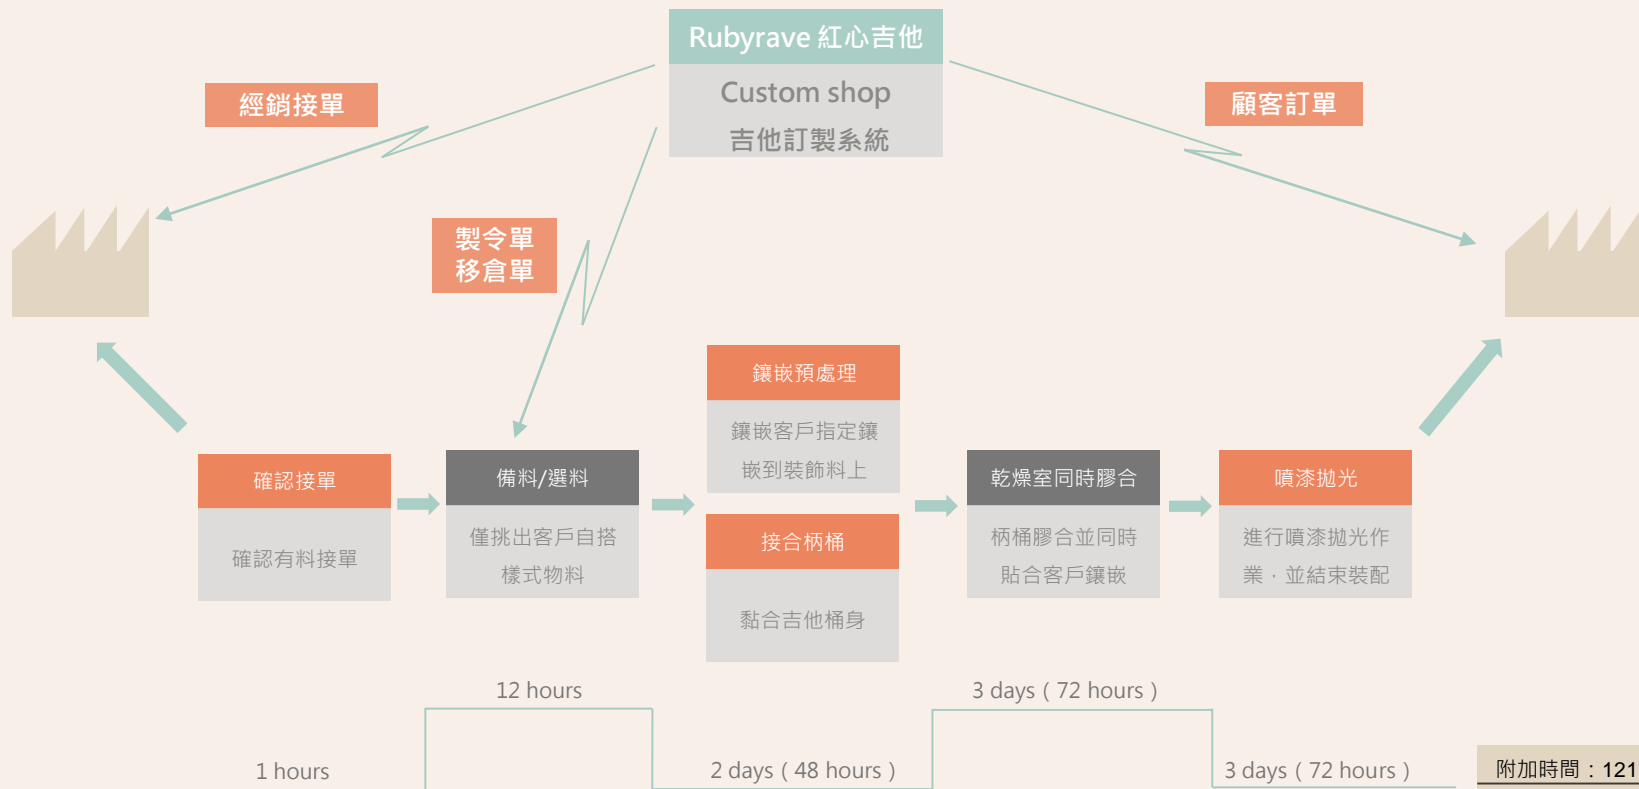 Rubyrave 紅心吉他
Custom shop
吉他訂製系統
經銷接單
顧客訂單
製令單
移倉單
鑲嵌預處理
鑲嵌客戶指定鑲
嵌到裝飾料上
確認接單
確認有料接單
備料/選料
僅挑出客戶自搭
樣式物料
接合柄桶
黏合吉他桶身
乾燥室同時膠合
柄桶膠合並同時
貼合客戶鑲嵌
噴漆拋光
進行噴漆拋光作
業，並結束裝配
12 hours
3 days ( 72 hours )
1 hours
2 days ( 48 hours )
3 days ( 72 hours )
附加時間：121